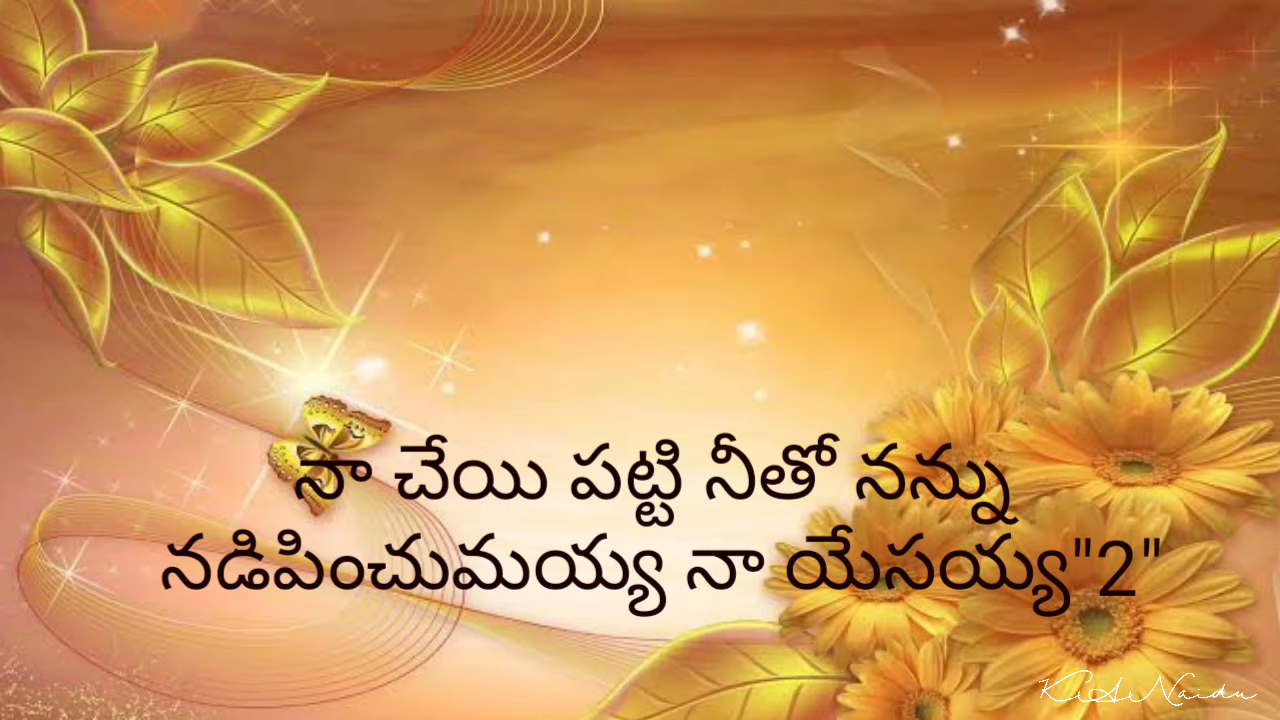 నా చేయి పట్టి నీతో నన్ను
నడిపించుమయ్య నా యేసయ్య"2"